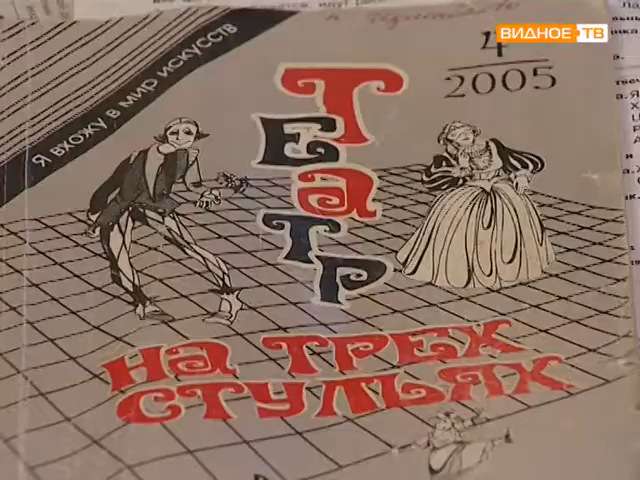 ВИДНОЕ ТВ
Я ВХОЖУ В МИР ИСКУССТВ
4
2005
ТЕАТР
НА ТРЕХ
СТУЛЬЯХ